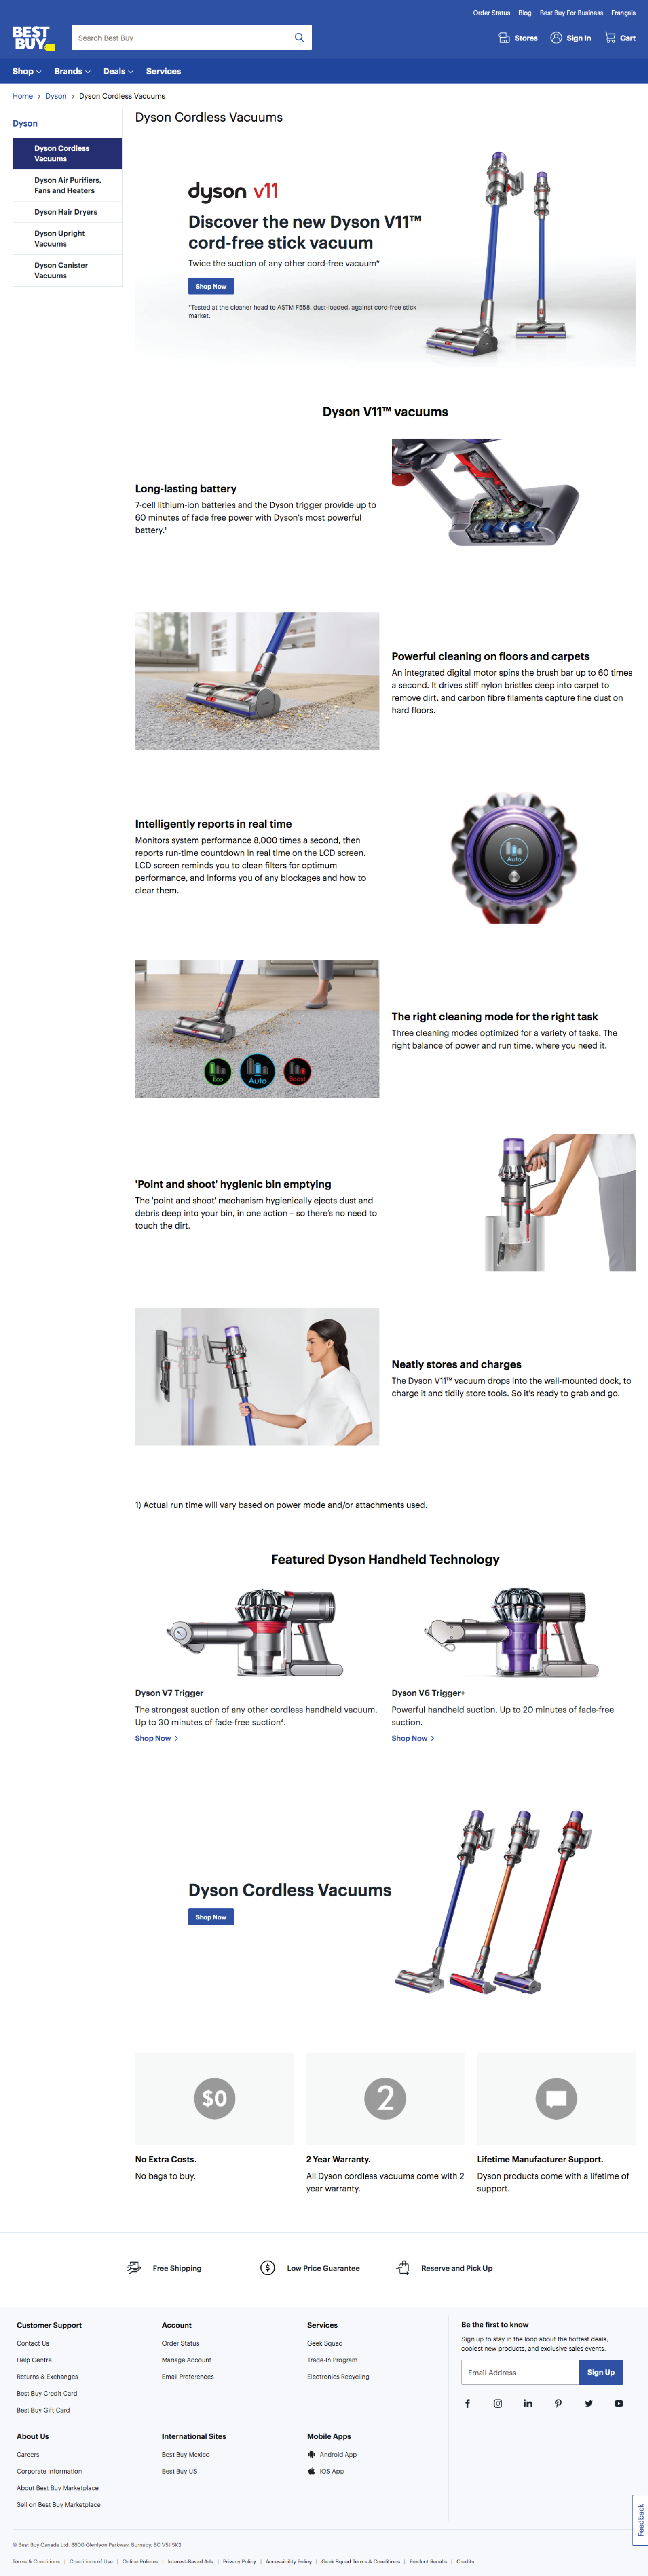 Order Status Blog Best Buy For Business Français
BEST BUY
Search Best Buy
Stores Sign In Cart
Shop Brands Deals Services
Home › Dyson › Dyson Cordless Vacuums
Dyson
Dyson Cordless
Vacuums
Dyson Air Purifiers,
Fans and Heaters
Dyson Hair Dryers
Dyson Upright
Vacuums
Dyson Canister
Vacuums
Dyson Cordless Vacuums
dyson v11
Discover the new Dyson V11™
cord-free stick vacuum
Twice the suction of any other cord-free vacuum*
Shop Now
*Tested at the cleaner head to ASTM F558, dust-loaded, against cord-free stick
market.
Dyson V11™ vacuums
Long-lasting battery
7-cell lithium-ion batteries and the Dyson trigger provide up to
60 minutes of fade free power with Dyson's most powerful
battery.¹
Powerful cleaning on floors and carpets
An integrated digital motor spins the brush bar up to 60 times
a second. It drives stiff nylon bristles deep into carpet to
remove dirt, and carbon fibre filaments capture fine dust on
hard floors.
Intelligently reports in real time
Monitors system performance 8,000 times a second, then
reports run-time countdown in real time on the LCD screen.
LCD screen reminds you to clean filters for optimum
performance, and informs you of any blockages and how to
clear them.
Auto
Eco Auto Boost
The right cleaning mode for the right task
Three cleaning modes optimized for a variety of tasks. The
right balance of power and run time, where you need it.
'Point and shoot' hygienic bin emptying
The 'point and shoot' mechanism hygienically ejects dust and
debris deep into your bin, in one action – so there's no need to
touch the dirt.
Neatly stores and charges
The Dyson V11™ vacuum drops into the wall-mounted dock, to
charge it and tidily store tools. So it's ready to grab and go.
1) Actual run time will vary based on power mode and/or attachments used.
Featured Dyson Handheld Technology
Dyson V7 Trigger
The strongest suction of any other cordless handheld vacuum.
Up to 30 minutes of fade-free suction⁴.
Shop Now ›
Dyson V6 Trigger+
Powerful handheld suction. Up to 20 minutes of fade-free
suction.
Shop Now ›
Dyson Cordless Vacuums
Shop Now
$0
No Extra Costs.
No bags to buy.
2
2 Year Warranty.
All Dyson cordless vacuums come with 2
year warranty.
Lifetime Manufacturer Support.
Dyson products come with a lifetime of
support.
Free Shipping
Low Price Guarantee
Reserve and Pick Up
Customer Support
Contact Us
Help Centre
Returns & Exchanges
Best Buy Credit Card
Best Buy Gift Card
Account
Order Status
Manage Account
Email Preferences
Services
Geek Squad
Trade-In Program
Electronics Recycling
Be the first to know
Sign up to stay in the loop about the hottest deals,
coolest new products, and exclusive sales events.
Email Address
Sign Up
About Us
Careers
Corporate Information
About Best Buy Marketplace
Sell on Best Buy Marketplace
International Sites
Best Buy Mexico
Best Buy US
Mobile Apps
Android App
iOS App
Feedback
© Best Buy Canada Ltd. 8800 Glenlyon Parkway, Burnaby, BC V5J 5K3
Terms & Conditions | Conditions of Use | Online Policies | Interest-Based Ads | Privacy Policy | Accessibility Policy | Geek Squad Terms & Conditions | Product Recalls | Credits